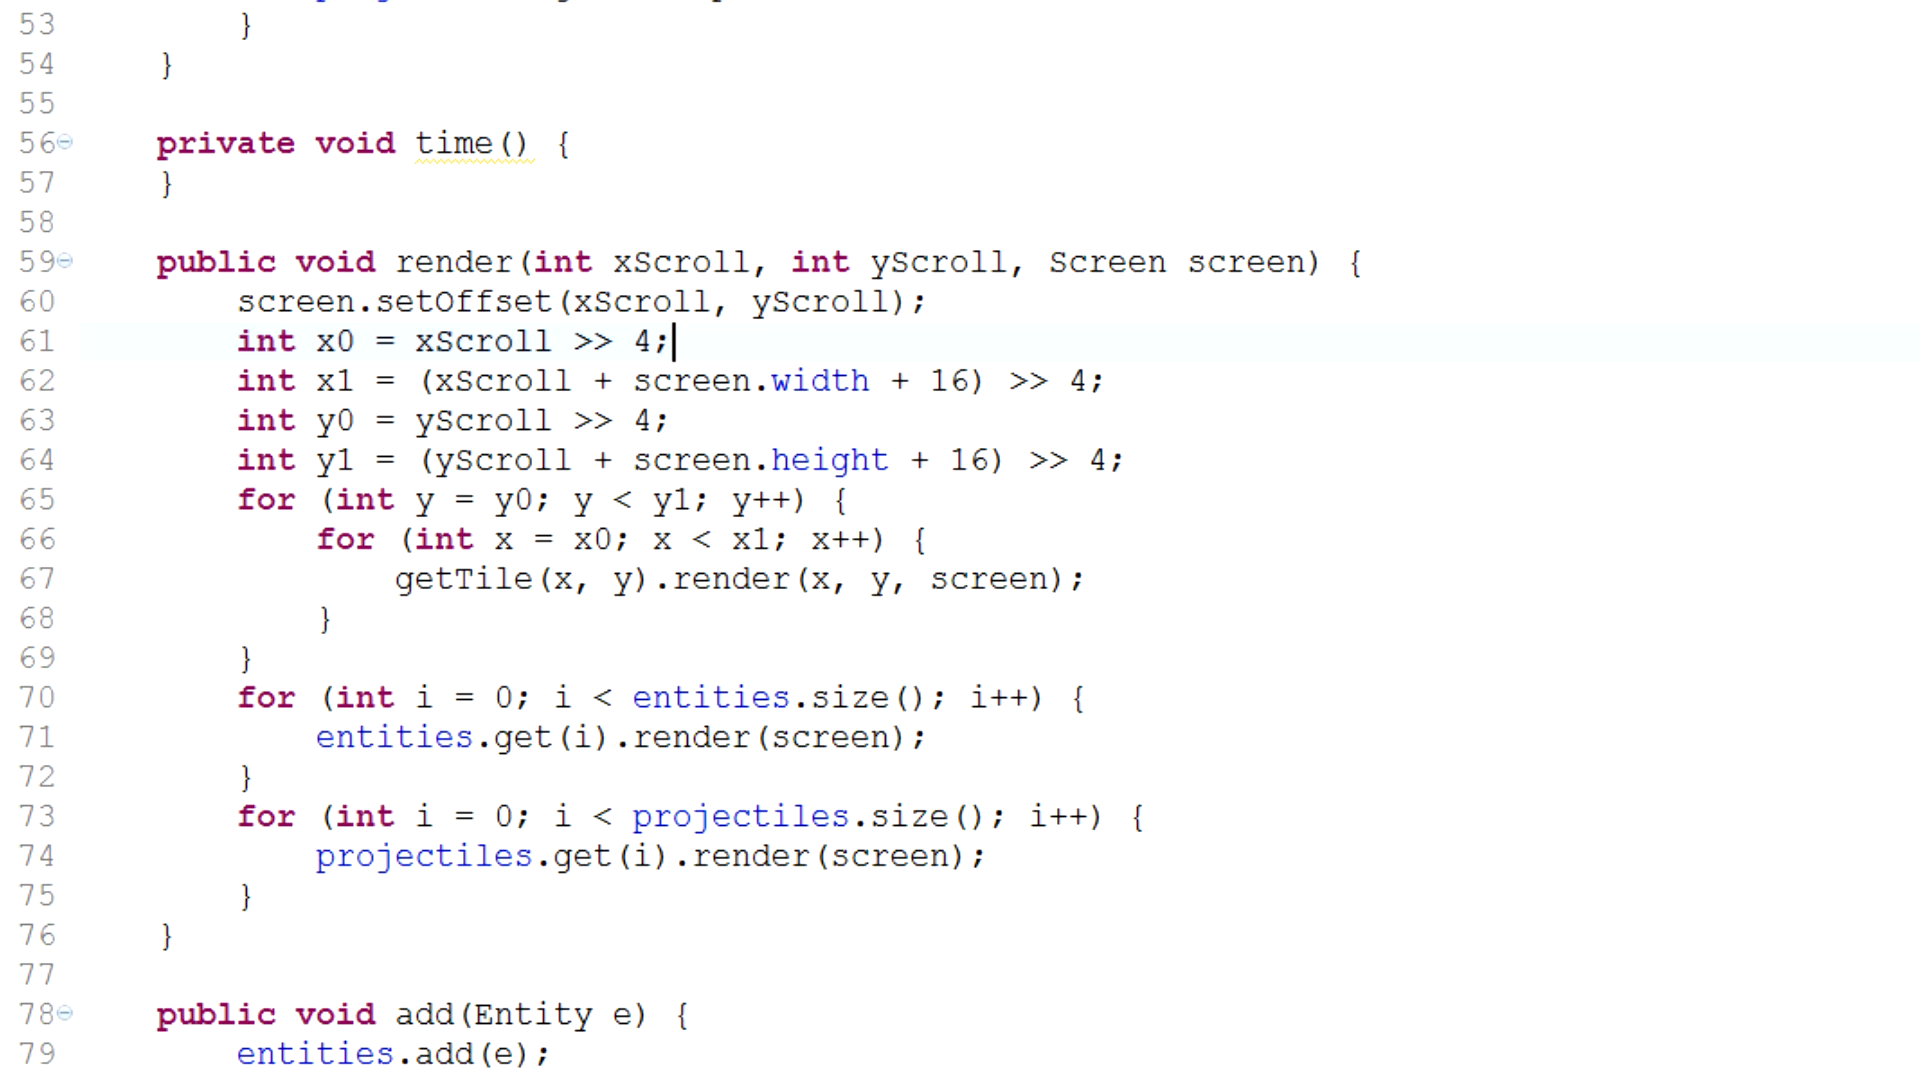 53 }
54 }
55
56 private void time() {
57 }
58
59 public void render(int xScroll, int yScroll, Screen screen) {
60 screen.setOffset(xScroll, yScroll);
61 int x0 = xScroll >> 4;
62 int x1 = (xScroll + screen.width + 16) >> 4;
63 int y0 = yScroll >> 4;
64 int y1 = (yScroll + screen.height + 16) >> 4;
65 for (int y = y0; y < y1; y++) {
66 for (int x = x0; x < x1; x++) {
67 getTile(x, y).render(x, y, screen);
68 }
69 }
70 for (int i = 0; i < entities.size(); i++) {
71 entities.get(i).render(screen);
72 }
73 for (int i = 0; i < projectiles.size(); i++) {
74 projectiles.get(i).render(screen);
75 }
76 }
77
78 public void add(Entity e) {
79 entities.add(e);